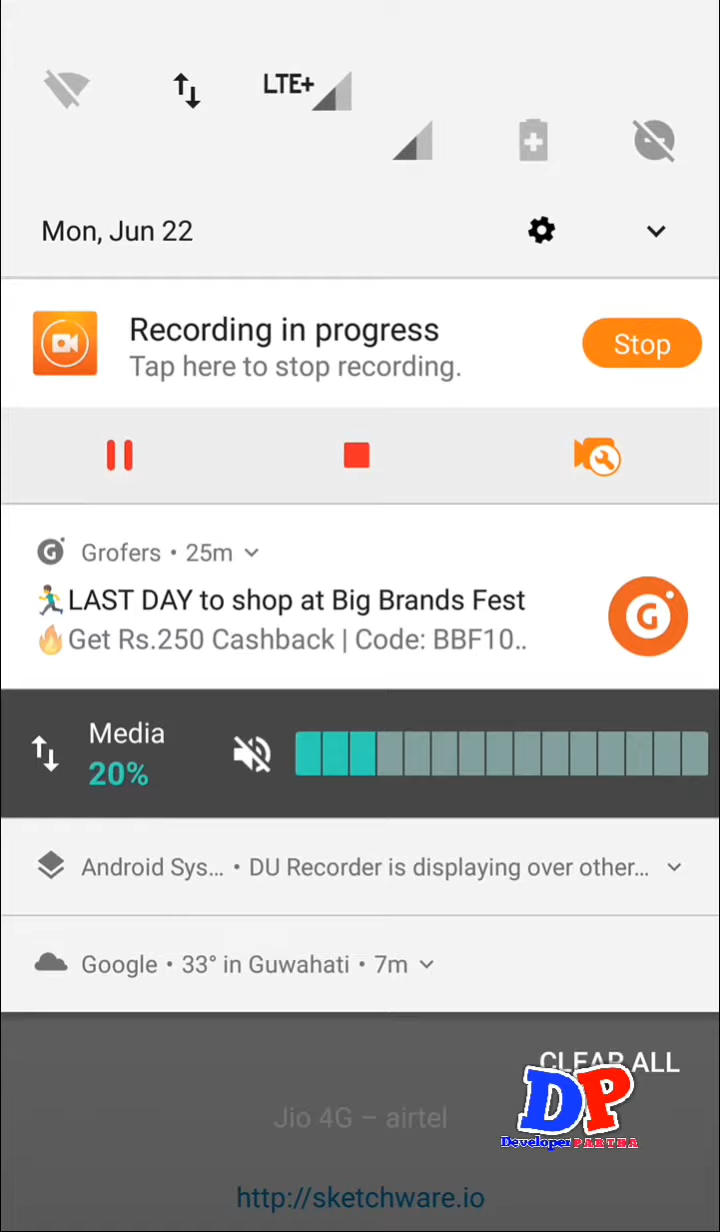 LTE+
Mon, Jun 22
Recording in progress
Tap here to stop recording.
Stop
Grofers • 25m
LAST DAY to shop at Big Brands Fest
Get Rs.250 Cashback | Code: BBF10..
G
Media
20%
Android Sys... • DU Recorder is displaying over other...
Google • 33° in Guwahati • 7m
CLEAR ALL
DP
Developer PARTHA
Jio 4G – airtel
http://sketchware.io